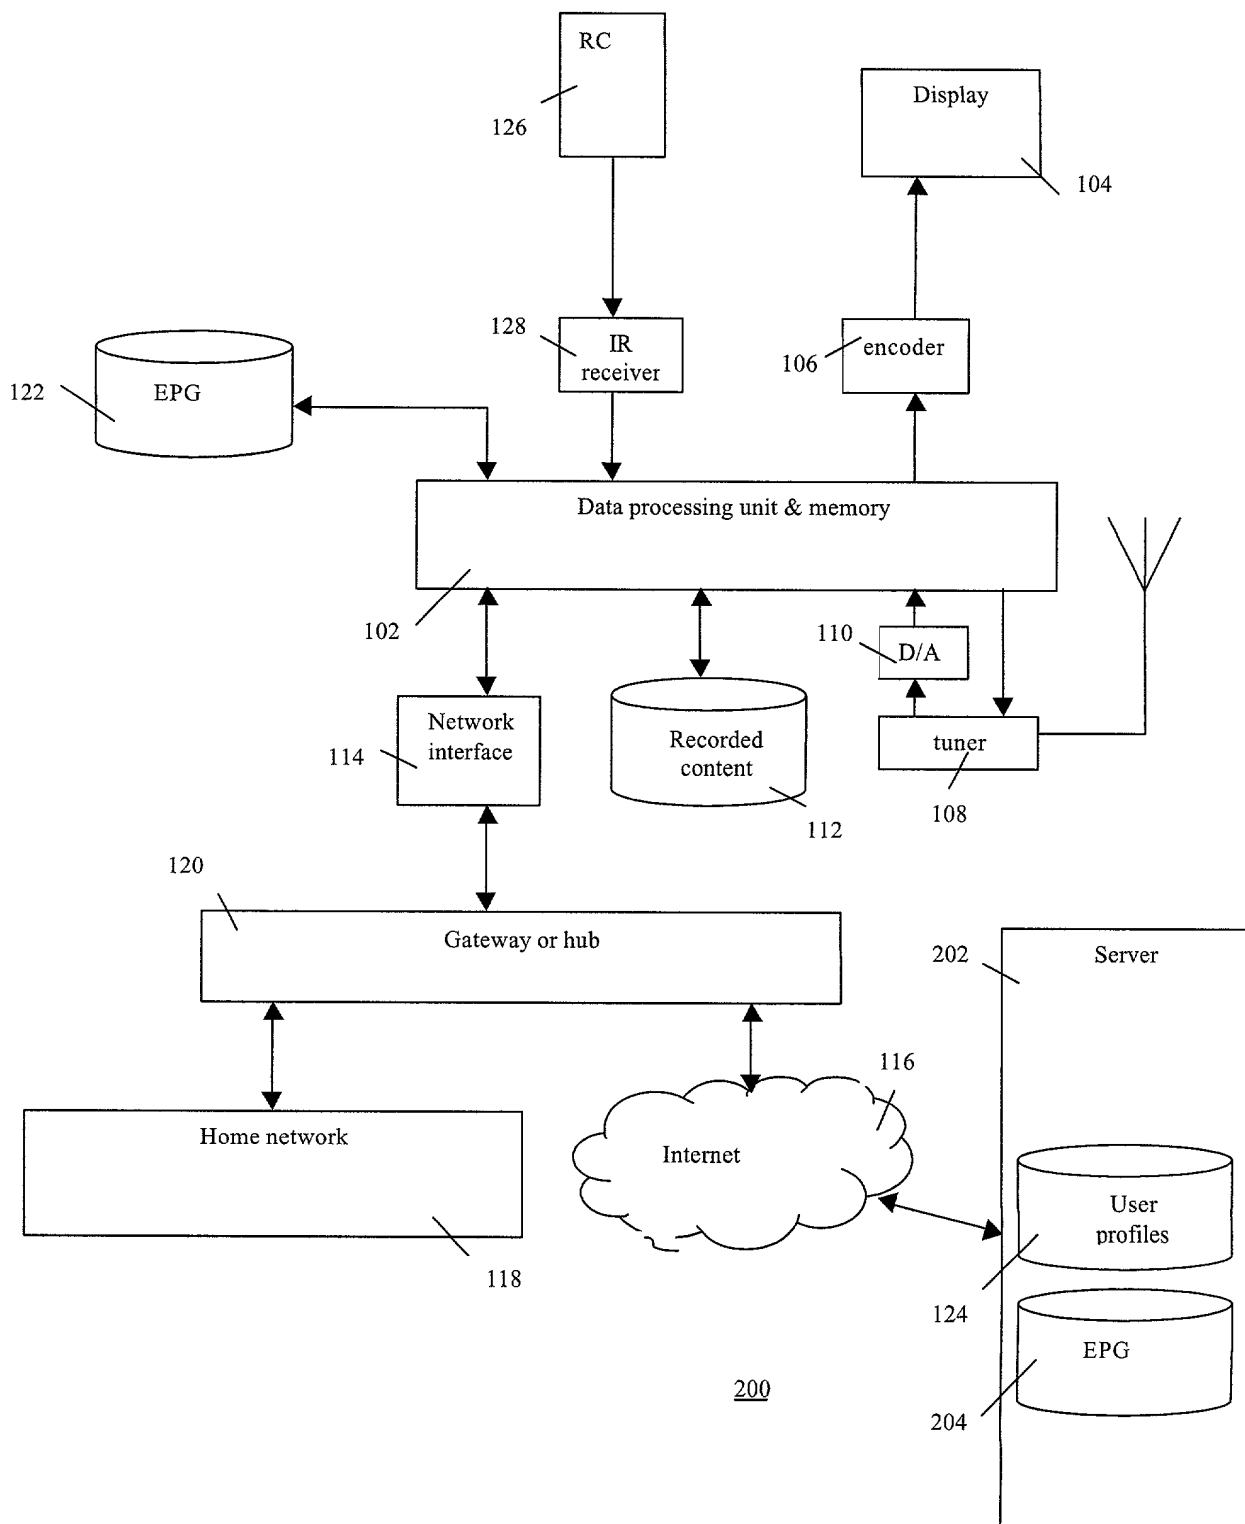 RC
126
Display
104
128
IR
receiver
106
encoder
122
EPG
Data processing unit & memory
102
110
D/A
Network
interface
114
Recorded
content
112
tuner
108
120
Gateway or hub
202
Server
116
Home network
118
Internet
User
profiles
124
EPG
204
200